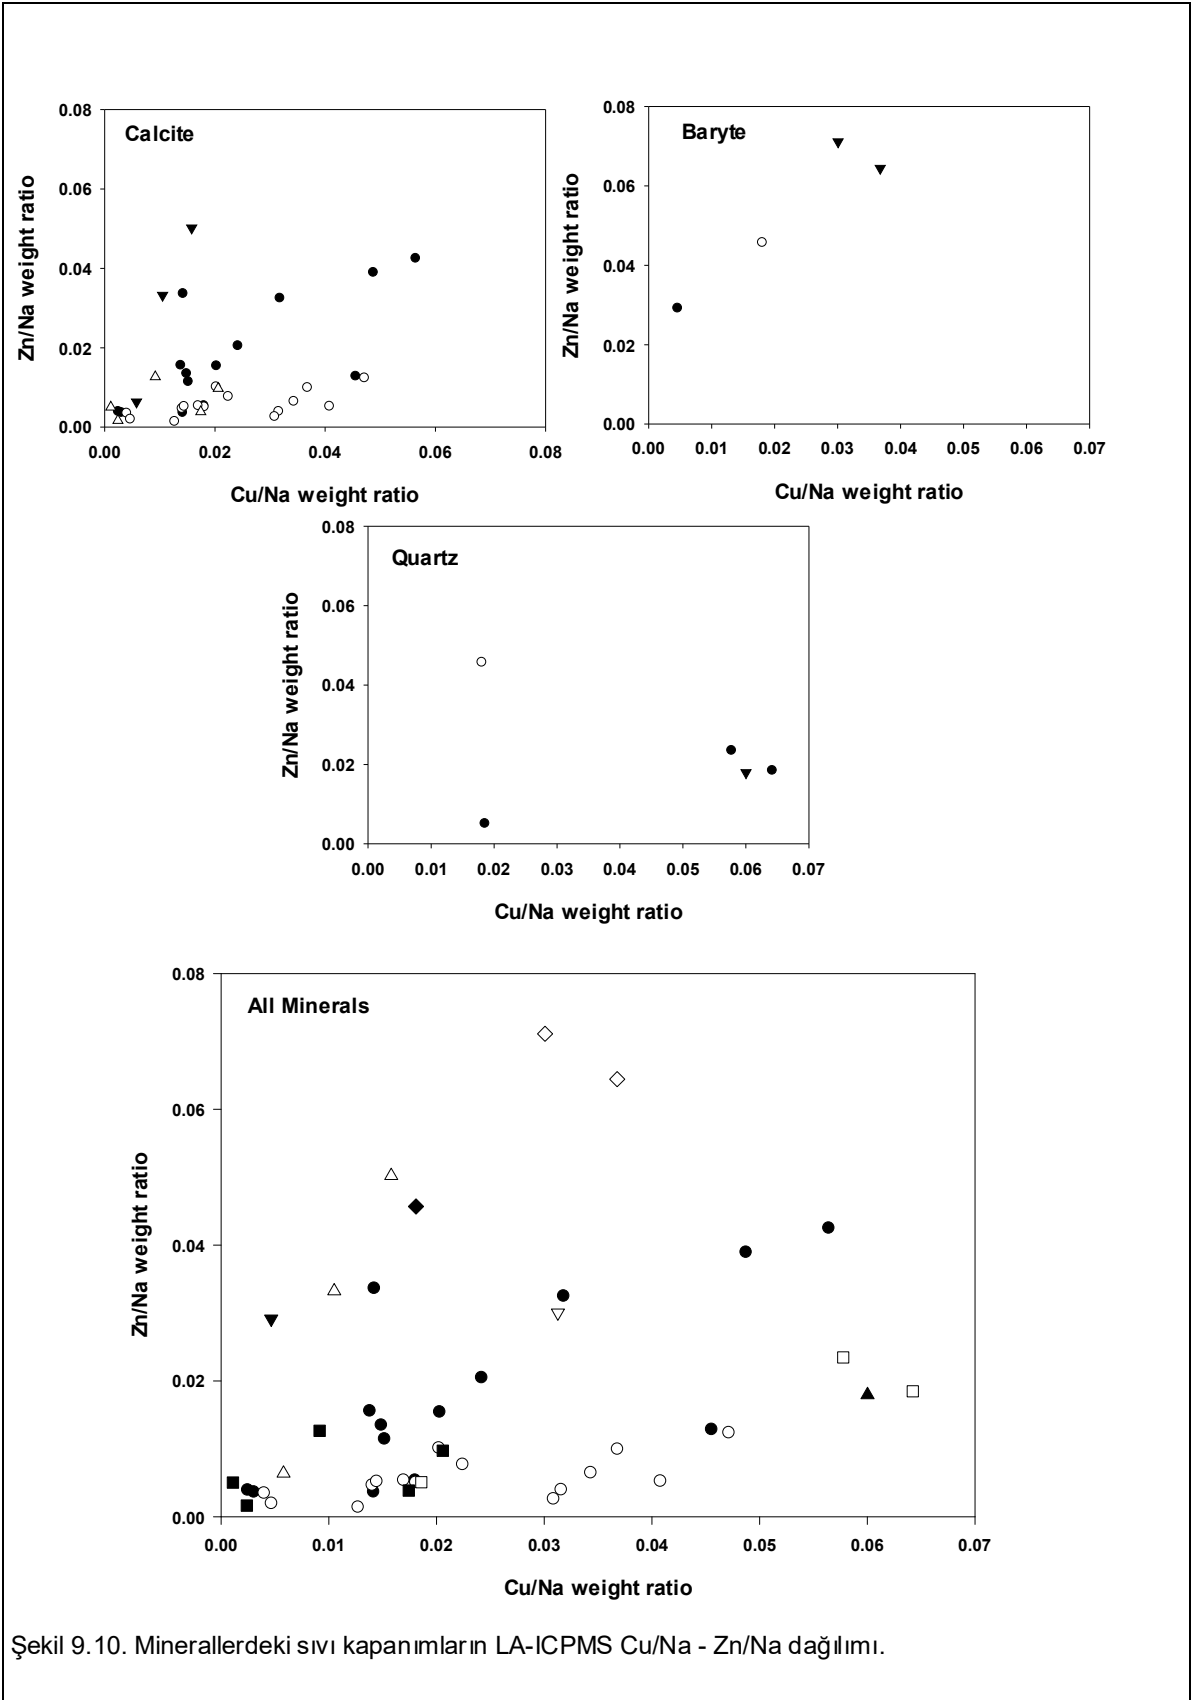 Calcite
Zn/Na weight ratio
0.08
0.06
0.04
0.02
0.00
0.00 0.02 0.04 0.06 0.08
Cu/Na weight ratio
Baryte
Zn/Na weight ratio
0.08
0.06
0.04
0.02
0.00
0.00 0.01 0.02 0.03 0.04 0.05 0.06 0.07
Cu/Na weight ratio
Quartz
Zn/Na weight ratio
0.08
0.06
0.04
0.02
0.00
0.00 0.01 0.02 0.03 0.04 0.05 0.06 0.07
Cu/Na weight ratio
All Minerals
Zn/Na weight ratio
0.08
0.06
0.04
0.02
0.00
0.00 0.01 0.02 0.03 0.04 0.05 0.06 0.07
Cu/Na weight ratio
Şekil 9.10. Minerallerdeki sıvı kapanımların LA-ICPMS Cu/Na - Zn/Na dağılımı.